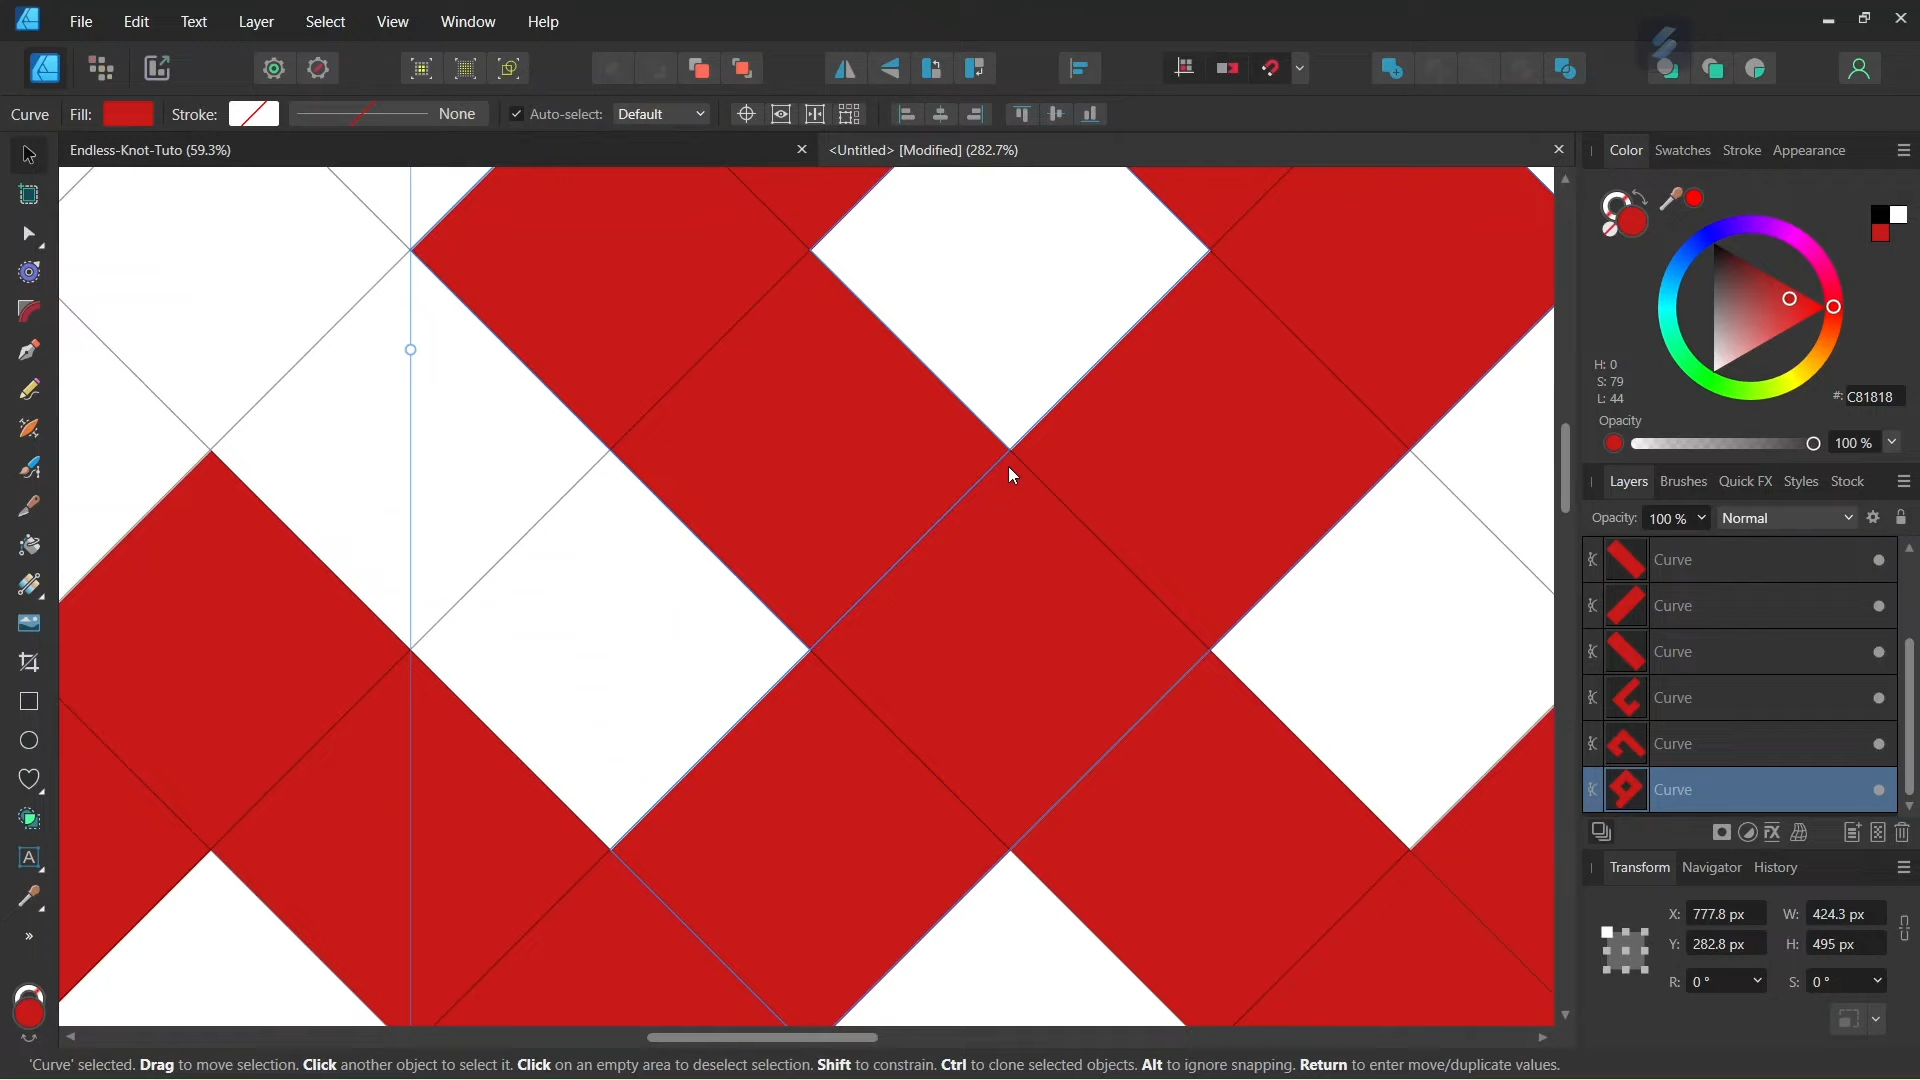 File Edit Text Layer Select View Window Help
Curve Fill: Stroke: None Auto-select: Default
Endless-Knot-Tuto (59.3%)
<Untitled> [Modified] (282.7%)
Color Swatches Stroke Appearance
H: 0
S: 79
L: 44
#: C81818
Opacity
100 %
Layers Brushes Quick FX Styles Stock
Opacity: 100 % Normal
Curve
Curve
Curve
Curve
Curve
Curve
Transform Navigator History
X: 777.8 px W: 424.3 px
Y: 282.8 px H: 495 px
R: 0 ° S: 0 °
A
'Curve' selected. Drag to move selection. Click another object to select it. Click on an empty area to deselect selection. Shift to constrain. Ctrl to clone selected objects. Alt to ignore snapping. Return to enter move/duplicate values.